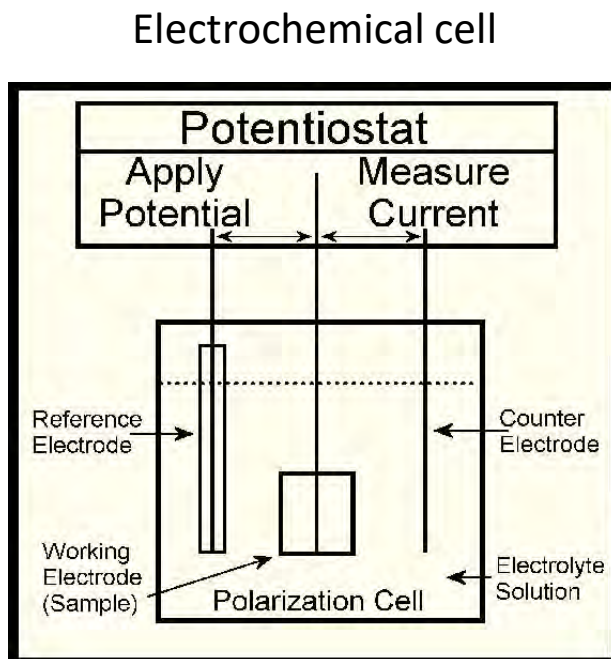 Electrochemical cell
Potentiostat
Apply
Potential
Measure
Current
Reference
Electrode
Counter
Electrode
Working
Electrode
(Sample)
Electrolyte
Solution
Polarization Cell